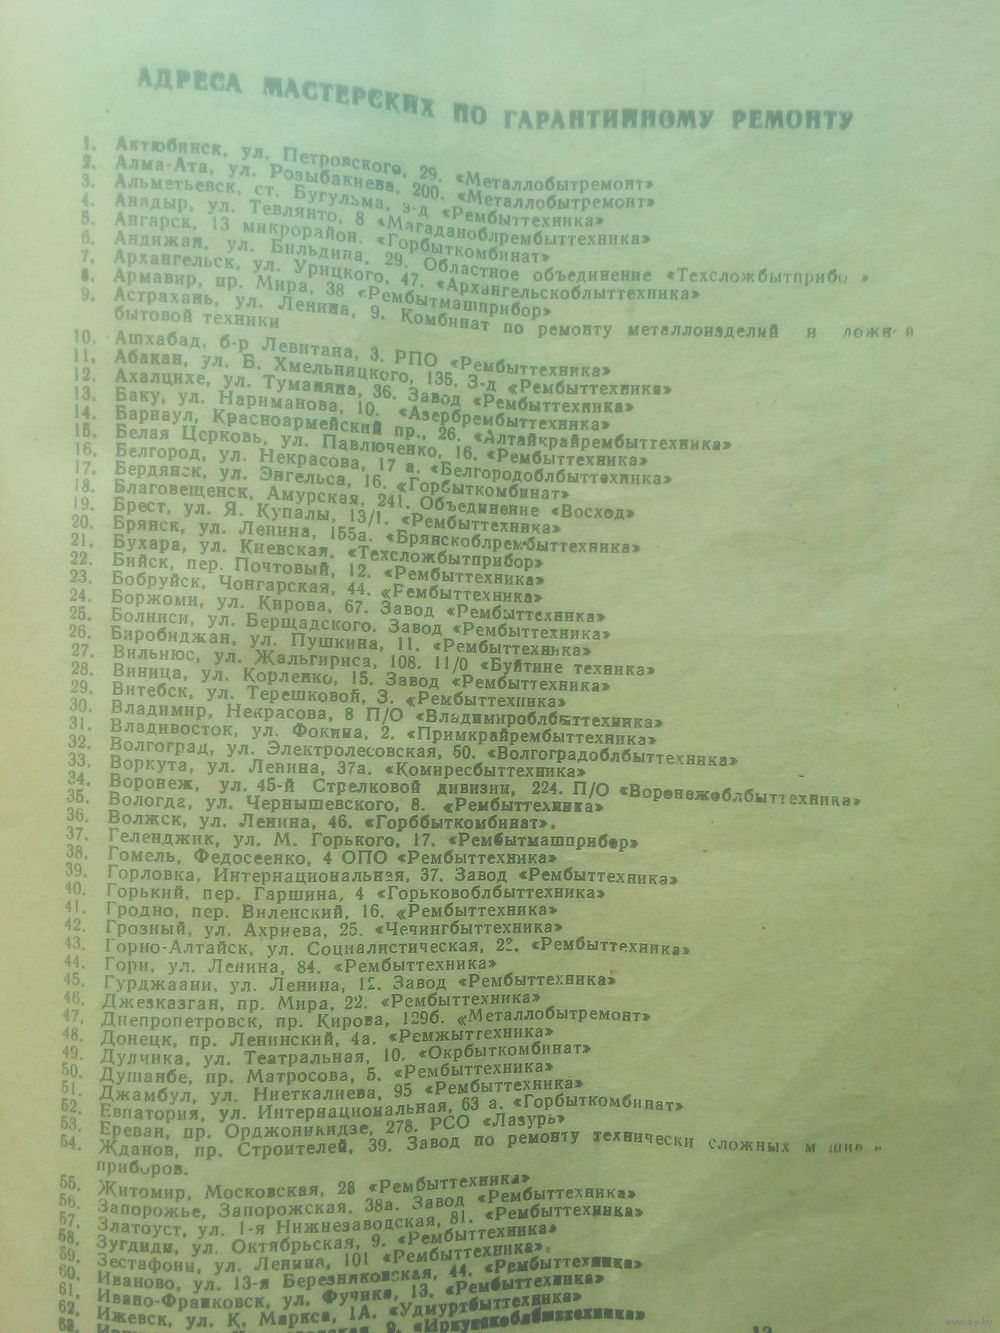 АДРЕСА МАСТЕРСКИХ ПО ГАРАНТИЙНОМУ РЕМОНТУ
1. Актюбинск, ул. Петровского, 29. «Металлобытремонт»
2. Алма-Ата, ул. Розыбакиева, 200. «Металлобытремонт»
3. Альметьевск, ст. Бугульма, з-д «Рембыттехника»
4. Анадыр, ул. Тевлянто, 8 «Магаданоблрембыттехника»
5. Ангарск, 13 микрорайон. «Горбыткомбинат»
6. Андижан, ул. Бильдина, 29. Областное объединение «Техсложбытприбо »
7. Архангельск, ул. Урицкого, 47. «Архангельскоблыттехника»
8. Армавир, пр. Мира, 38 «Рембытмашприбор»
9. Астрахань, ул. Ленина, 9. Комбинат по ремонту металлоизделий и
бытовой техники
10. Ашхабад, б-р Левитана, 3. РПО «Рембыттехника»
11. Абакан, ул. Б. Хмельницкого, 135. З-д «Рембыттехника»
12. Ахалцихе, ул. Туманяна, 36. Завод «Рембыттехника»
13. Баку, ул. Нариманова, 10. «Азербрембыттехника»
14. Барнаул, Красноармейский пр., 26. «Алтайкрайрембыттехника»
15. Белая Церковь, ул. Павлюченко, 16. «Рембыттехника»
16. Белгород, ул. Некрасова, 17 а. «Белгородоблбыттехника»
17. Бердянск, ул. Энгельса, 16. «Горбыткомбинат»
18. Благовещенск, Амурская, 241. Объединение «Восход»
19. Брест, ул. Я. Купалы, 13/1. «Рембыттехника»
20. Брянск, ул. Ленина, 155а. «Брянскоблрембыттехника»
21. Бухара, ул. Киевская. «Техсложбытприбор»
22. Бийск, пер. Почтовый, 12. «Рембыттехника»
23. Бобруйск, Чонгарская, 44. «Рембыттехника»
24. Боржоми, ул. Кирова, 67. Завод «Рембыттехника»
25. Болниси, ул. Берщадского. Завод «Рембыттехника»
26. Биробиджан, ул. Пушкина, 11. «Рембыттехника»
27. Вильнюс, ул. Жальгириса, 108. 11/0 «Буйтине техника»
28. Виница, ул. Корленко, 15. Завод «Рембыттехника»
29. Витебск, ул. Терешковой, 3. «Рембыттехника»
30. Владимир, Некрасова, 8 П/О «Владимироблбыттехника»
31. Владивосток, ул. Фокина, 2. «Примкрайрембыттехника»
32. Волгоград, ул. Электролесовская, 50. «Волгоградоблбыттехника»
33. Воркута, ул. Ленина, 37а. «Комиресбыттехника»
34. Воронеж, ул. 45-й Стрелковой дивизии, 224. П/О «Воронежоблбыттехника»
35. Вологда, ул. Чернышевского, 8. «Рембыттехника»
36. Волжск, ул. Ленина, 46. «Горббыткомбинат».
37. Геленджик, ул. М. Горького, 17. «Рембытмашприбор»
38. Гомель, Федосеенко, 4 ОПО «Рембыттехника»
39. Горловка, Интернациональная, 37. Завод «Рембыттехника»
40. Горький, пер. Гаршина, 4 «Горьковоблбыттехника»
41. Гродно, пер. Виленский, 16. «Рембыттехника»
42. Грозный, ул. Ахриева, 25. «Чечингбыттехника»
43. Горно-Алтайск, ул. Социалистическая, «Рембыттехника»
44. Гори, ул. Ленина, 84. «Рембыттехника»
45. Гурджаани, ул. Ленина, Завод «Рембыттехника»
46. Джезказган, пр. Мира, 22. «Рембыттехника»
47. Днепропетровск, пр. Кирова, 129б. «Металлобытремонт»
48. Донецк, пр. Ленинский, 4а. «Ремжыттехника»
49. Дудинка, ул. Театральная, 10. «Окрбыткомбинат»
50. Душанбе, пр. Матросова, 5. «Рембыттехника»
51. Джамбул, ул. Ниеткалиева, 95 «Рембыттехника»
52. Евпатория, ул. Интернациональная, 63 а. «Горбыткомбинат»
53. Ереван, пр. Орджоникидзе, 278. РСО «Лазурь»
54. Жданов, пр. Строителей, 39. Завод по ремонту технически сложных
приборов.
55. Житомир, Московская, 28 «Рембыттехника»
56. Запорожье, Запорожская, 38а. Завод «Рембыттехника»
57. Златоуст, ул. 1-я Нижнезаводская, 81. «Рембыттехника»
58. Зугдиди, ул. Октябрьская, 9. «Рембыттехника»
59. Зестафони, ул. Ленина, 101 «Рембыттехника».
60. Иваново, ул. 13-я Березниковская, 44. «Рембыттехника»
61. Ивано-Франковск, ул. Фучика, 13. «Рембыттехника»
62. Ижевск, ул. К. Маркса, 1А. «Удмуртбыттехника»
63. 9. «Иркутскоблбыттехника»
www.ay.by